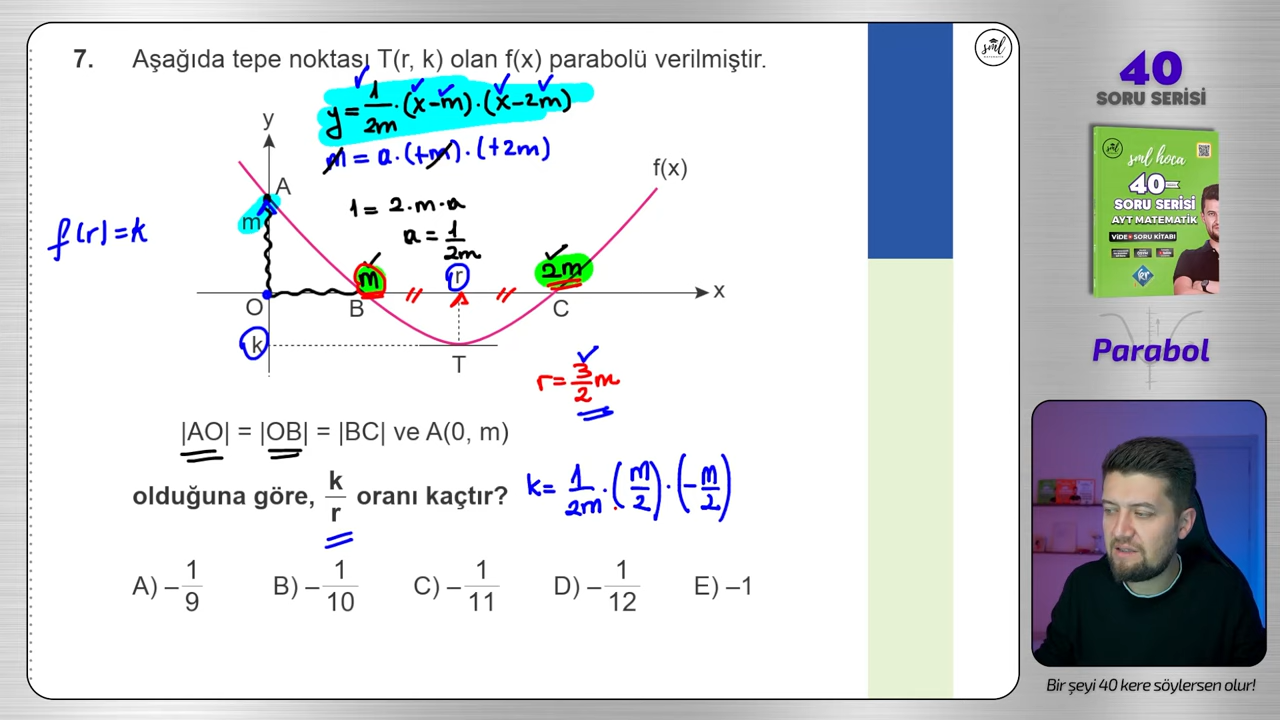 7. Aşağıda tepe noktası T(r, k) olan f(x) parabolü verilmiştir.
y = 1/2m · (x-m) · (x-2m)
m = a · (+m) · (+2m)
1 = 2·m·a
a = 1/2m
f(r) = k
y
A
m
f(x)
m
r
2m
x
O
B
C
k
T
r = 3/2 m
|AO| = |OB| = |BC| ve A(0, m)
olduğuna göre, k/r oranı kaçtır?
k = 1/2m · (m/2) · (-m/2)
A) –1/9 B) –1/10 C) –1/11 D) –1/12 E) –1
sml
40
SORU SERİSİ
sml hoca
40
SORU SERİSİ
AYT MATEMATİK
VİDEO SORU KİTABI
Parabol
Bir şeyi 40 kere söylersen olur!